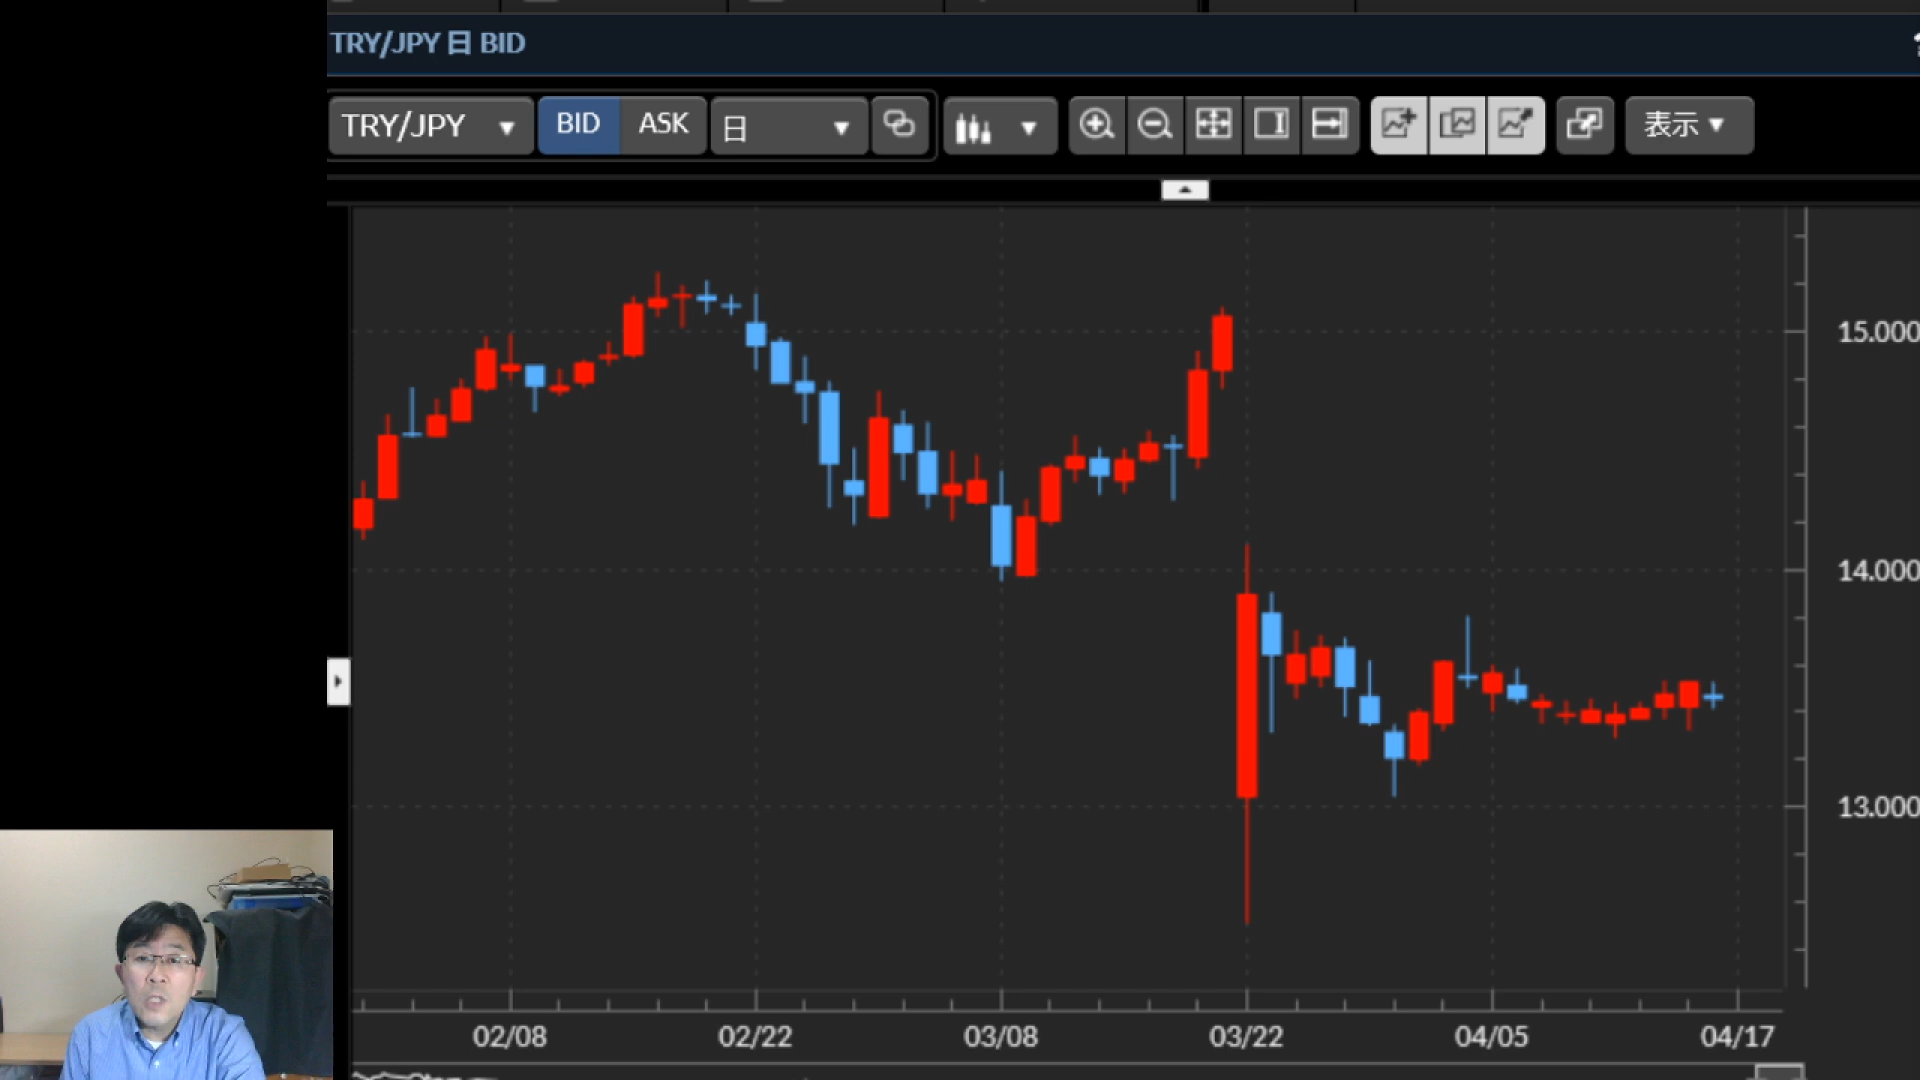 TRY/JPY 日 BID
TRY/JPY BID ASK 日 表示
15.000
14.000
13.000
02/08 02/22 03/08 03/22 04/05 04/17